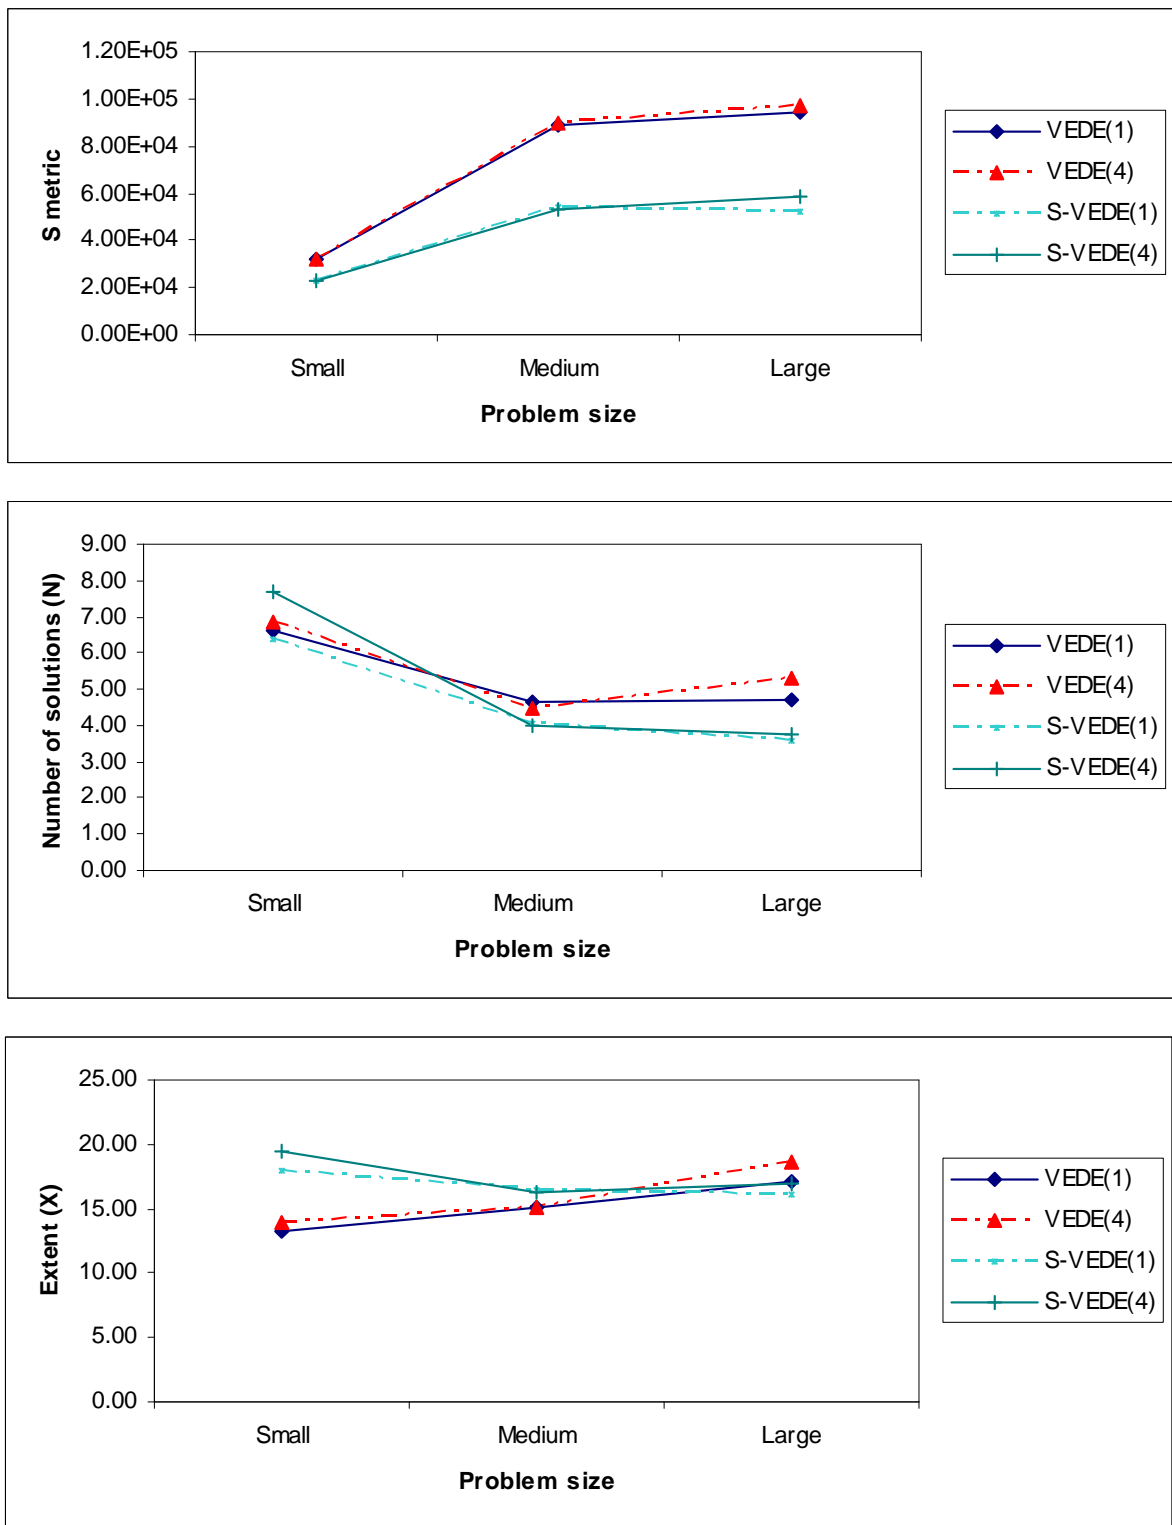 1.20E+05
1.00E+05
8.00E+04
6.00E+04
4.00E+04
2.00E+04
0.00E+00
S metric
Small Medium Large
Problem size
VEDE(1)
VEDE(4)
S-VEDE(1)
S-VEDE(4)
9.00
8.00
7.00
6.00
5.00
4.00
3.00
2.00
1.00
0.00
Number of solutions (N)
Small Medium Large
Problem size
VEDE(1)
VEDE(4)
S-VEDE(1)
S-VEDE(4)
25.00
20.00
15.00
10.00
5.00
0.00
Extent (X)
Small Medium Large
Problem size
VEDE(1)
VEDE(4)
S-VEDE(1)
S-VEDE(4)